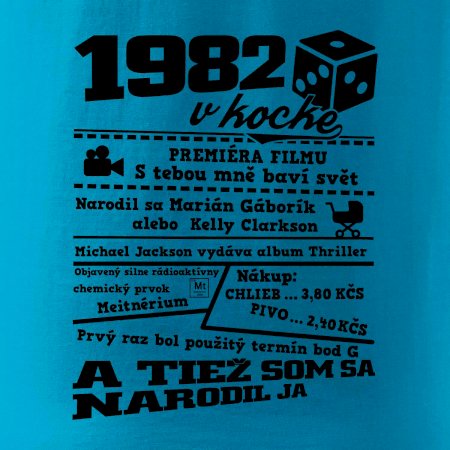 1982
v kocke
PREMIÉRA FILMU
S tebou mně baví svět
Narodil sa Marián Gáborík
alebo Kelly Clarkson
Michael Jackson vydáva album Thriller
Objavený silne rádioaktívny
chemický prvok
Meitnérium
Mt
Nákup:
CHLIEB ... 3,80 KČS
PIVO ... 2,40 KČS
Prvý raz bol použitý termín bod G
A TIEŽ SOM SA
NARODIL JA